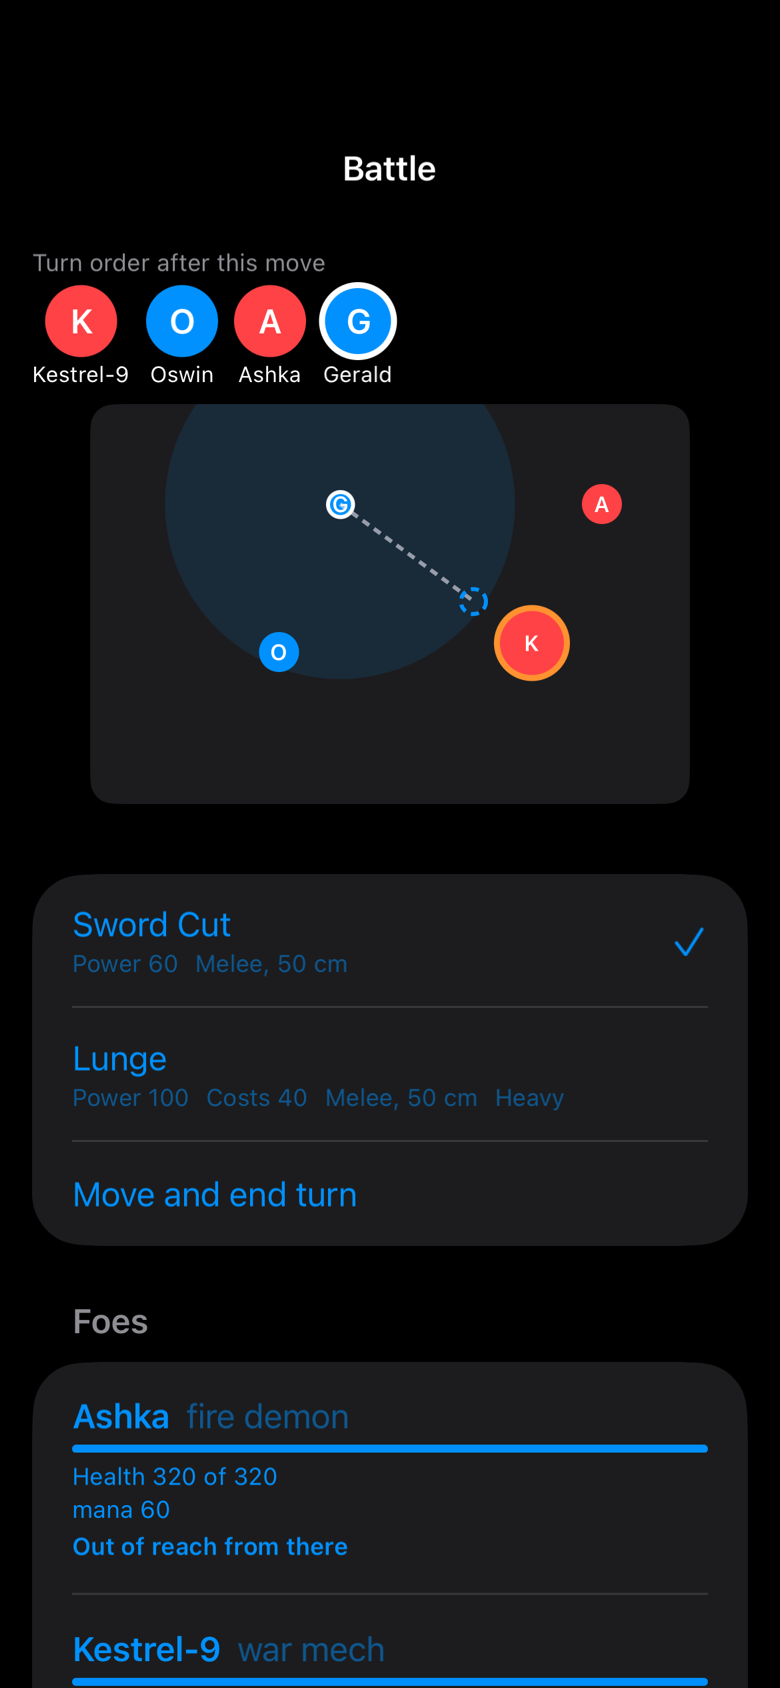 Battle
Turn order after this move
K O A G
Kestrel-9 Oswin Ashka Gerald
G
A
K
O
Sword Cut
Power 60 Melee, 50 cm
Lunge
Power 100 Costs 40 Melee, 50 cm Heavy
Move and end turn
Foes
Ashka fire demon
Health 320 of 320
mana 60
Out of reach from there
Kestrel-9 war mech